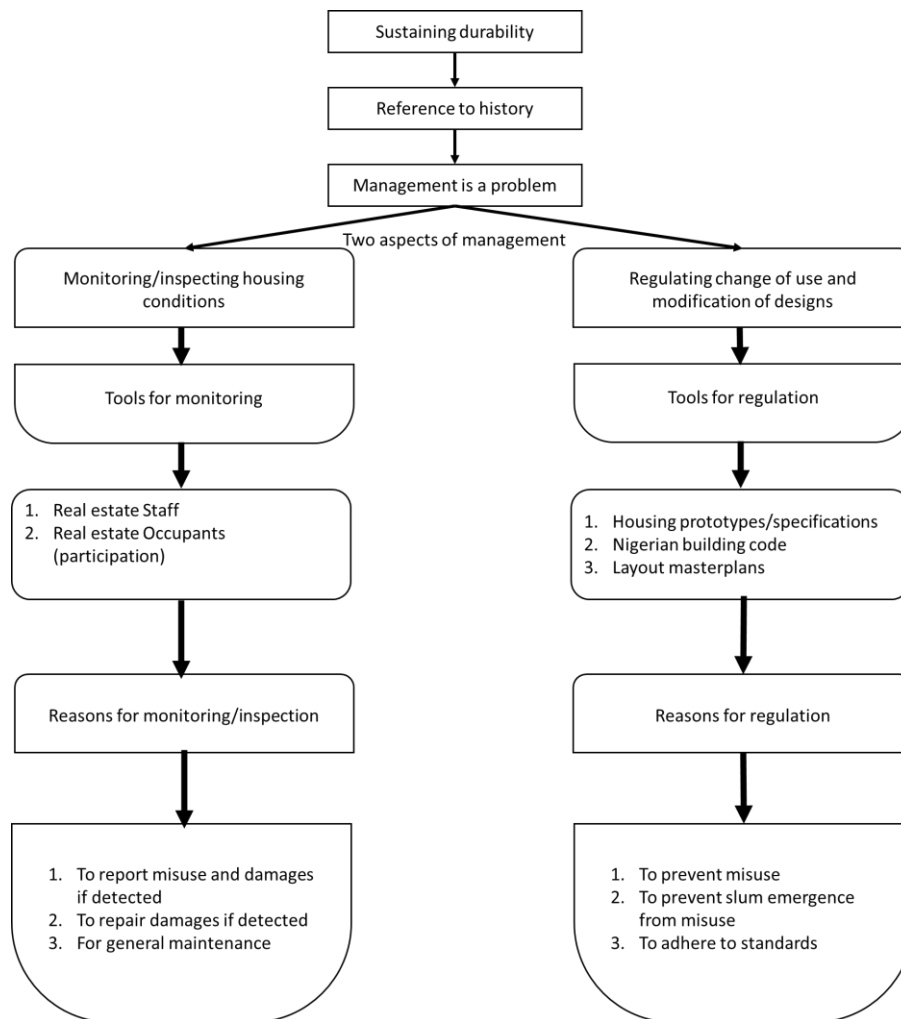 Sustaining durability
Reference to history
Management is a problem
Two aspects of management
Monitoring/inspecting housing
conditions
Tools for monitoring
1. Real estate Staff
2. Real estate Occupants
(participation)
Reasons for monitoring/inspection
1. To report misuse and damages
if detected
2. To repair damages if detected
3. For general maintenance
Regulating change of use and
modification of designs
Tools for regulation
1. Housing prototypes/specifications
2. Nigerian building code
3. Layout masterplans
Reasons for regulation
1. To prevent misuse
2. To prevent slum emergence
from misuse
3. To adhere to standards